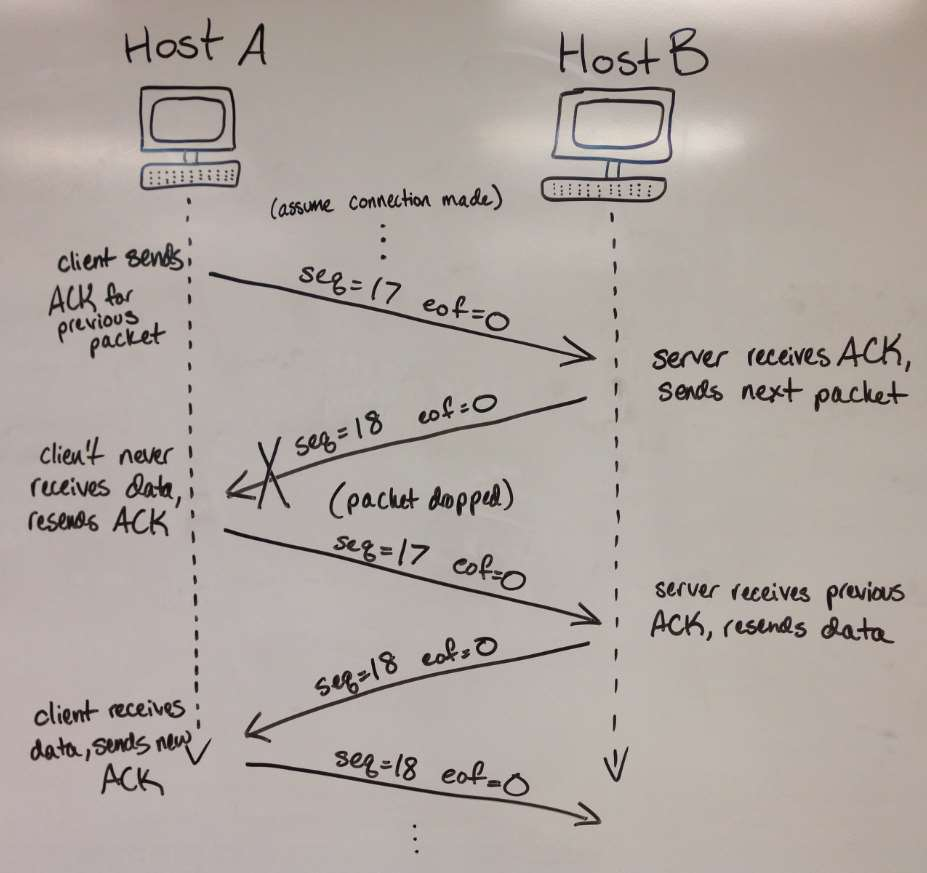 Host A
Host B
(assume connection made)
client sends
ACK for
previous
packet
seq=17 eof=0
server receives ACK,
sends next packet
seq=18 eof=0
client never
receives data,
resends ACK
(packet dropped)
seq=17 eof=0
server receives previous
ACK, resends data
seq=18 eof=0
client receives
data, sends new
ACK
seq=18 eof=0